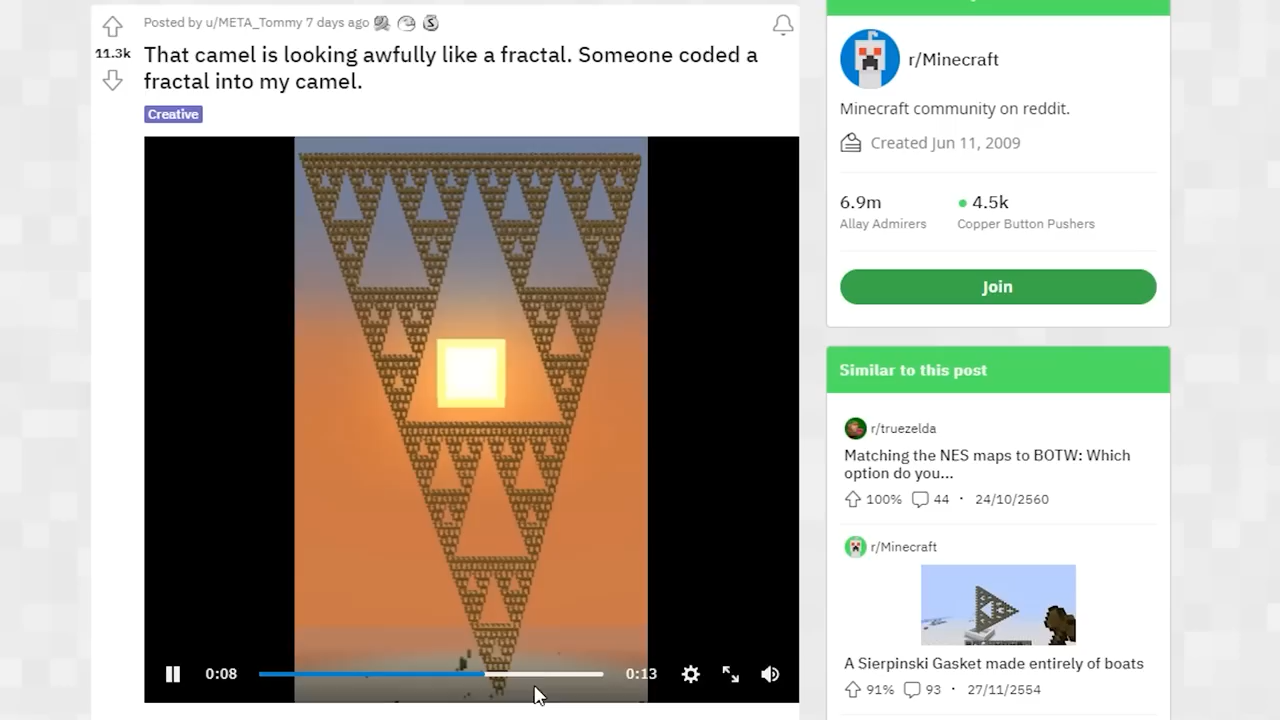 Posted by u/META_Tommy 7 days ago
11.3k
That camel is looking awfully like a fractal. Someone coded a
fractal into my camel.
Creative
0:08
0:13
r/Minecraft
Minecraft community on reddit.
Created Jun 11, 2009
6.9m
4.5k
Allay Admirers
Copper Button Pushers
Join
Similar to this post
r/truezelda
Matching the NES maps to BOTW: Which
option do you...
100% 44 · 24/10/2560
r/Minecraft
A Sierpinski Gasket made entirely of boats
91% 93 · 27/11/2554